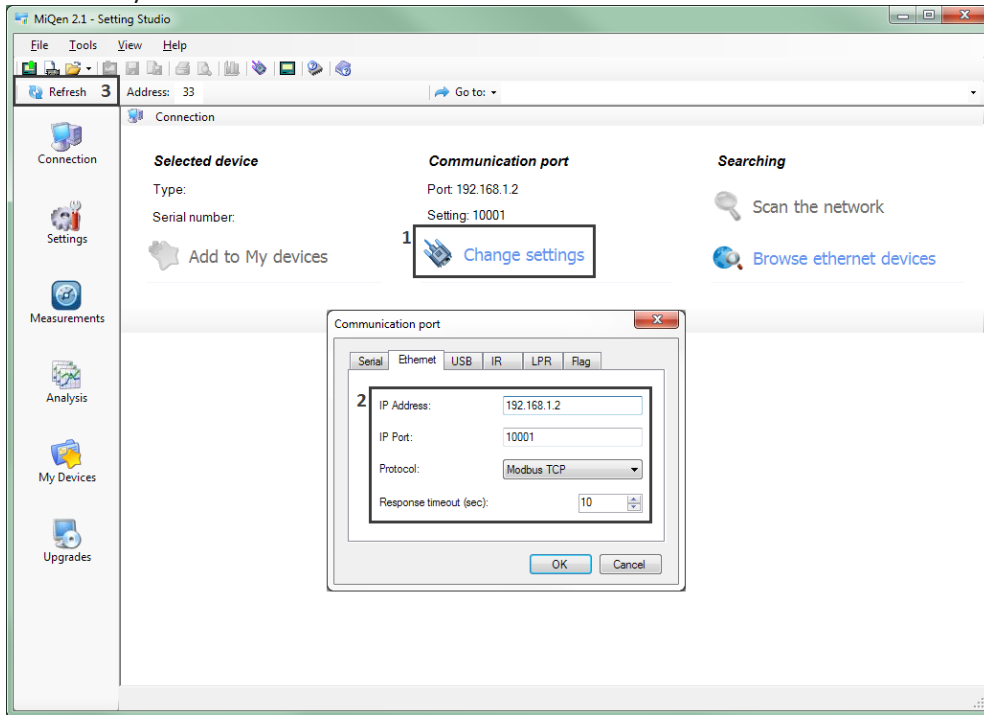 MiQen 2.1 - Setting Studio
File Tools View Help
Refresh 3 Address: 33 Go to:
Connection
Connection
Settings
Measurements
Analysis
My Devices
Upgrades
Selected device
Type:
Serial number:
Add to My devices
Communication port
Port: 192.168.1.2
Setting: 10001
1 Change settings
Searching
Scan the network
Browse ethernet devices
Communication port
Serial Ethernet USB IR LPR Flag
2 IP Address: 192.168.1.2
IP Port: 10001
Protocol: Modbus TCP
Response timeout (sec): 10
OK Cancel